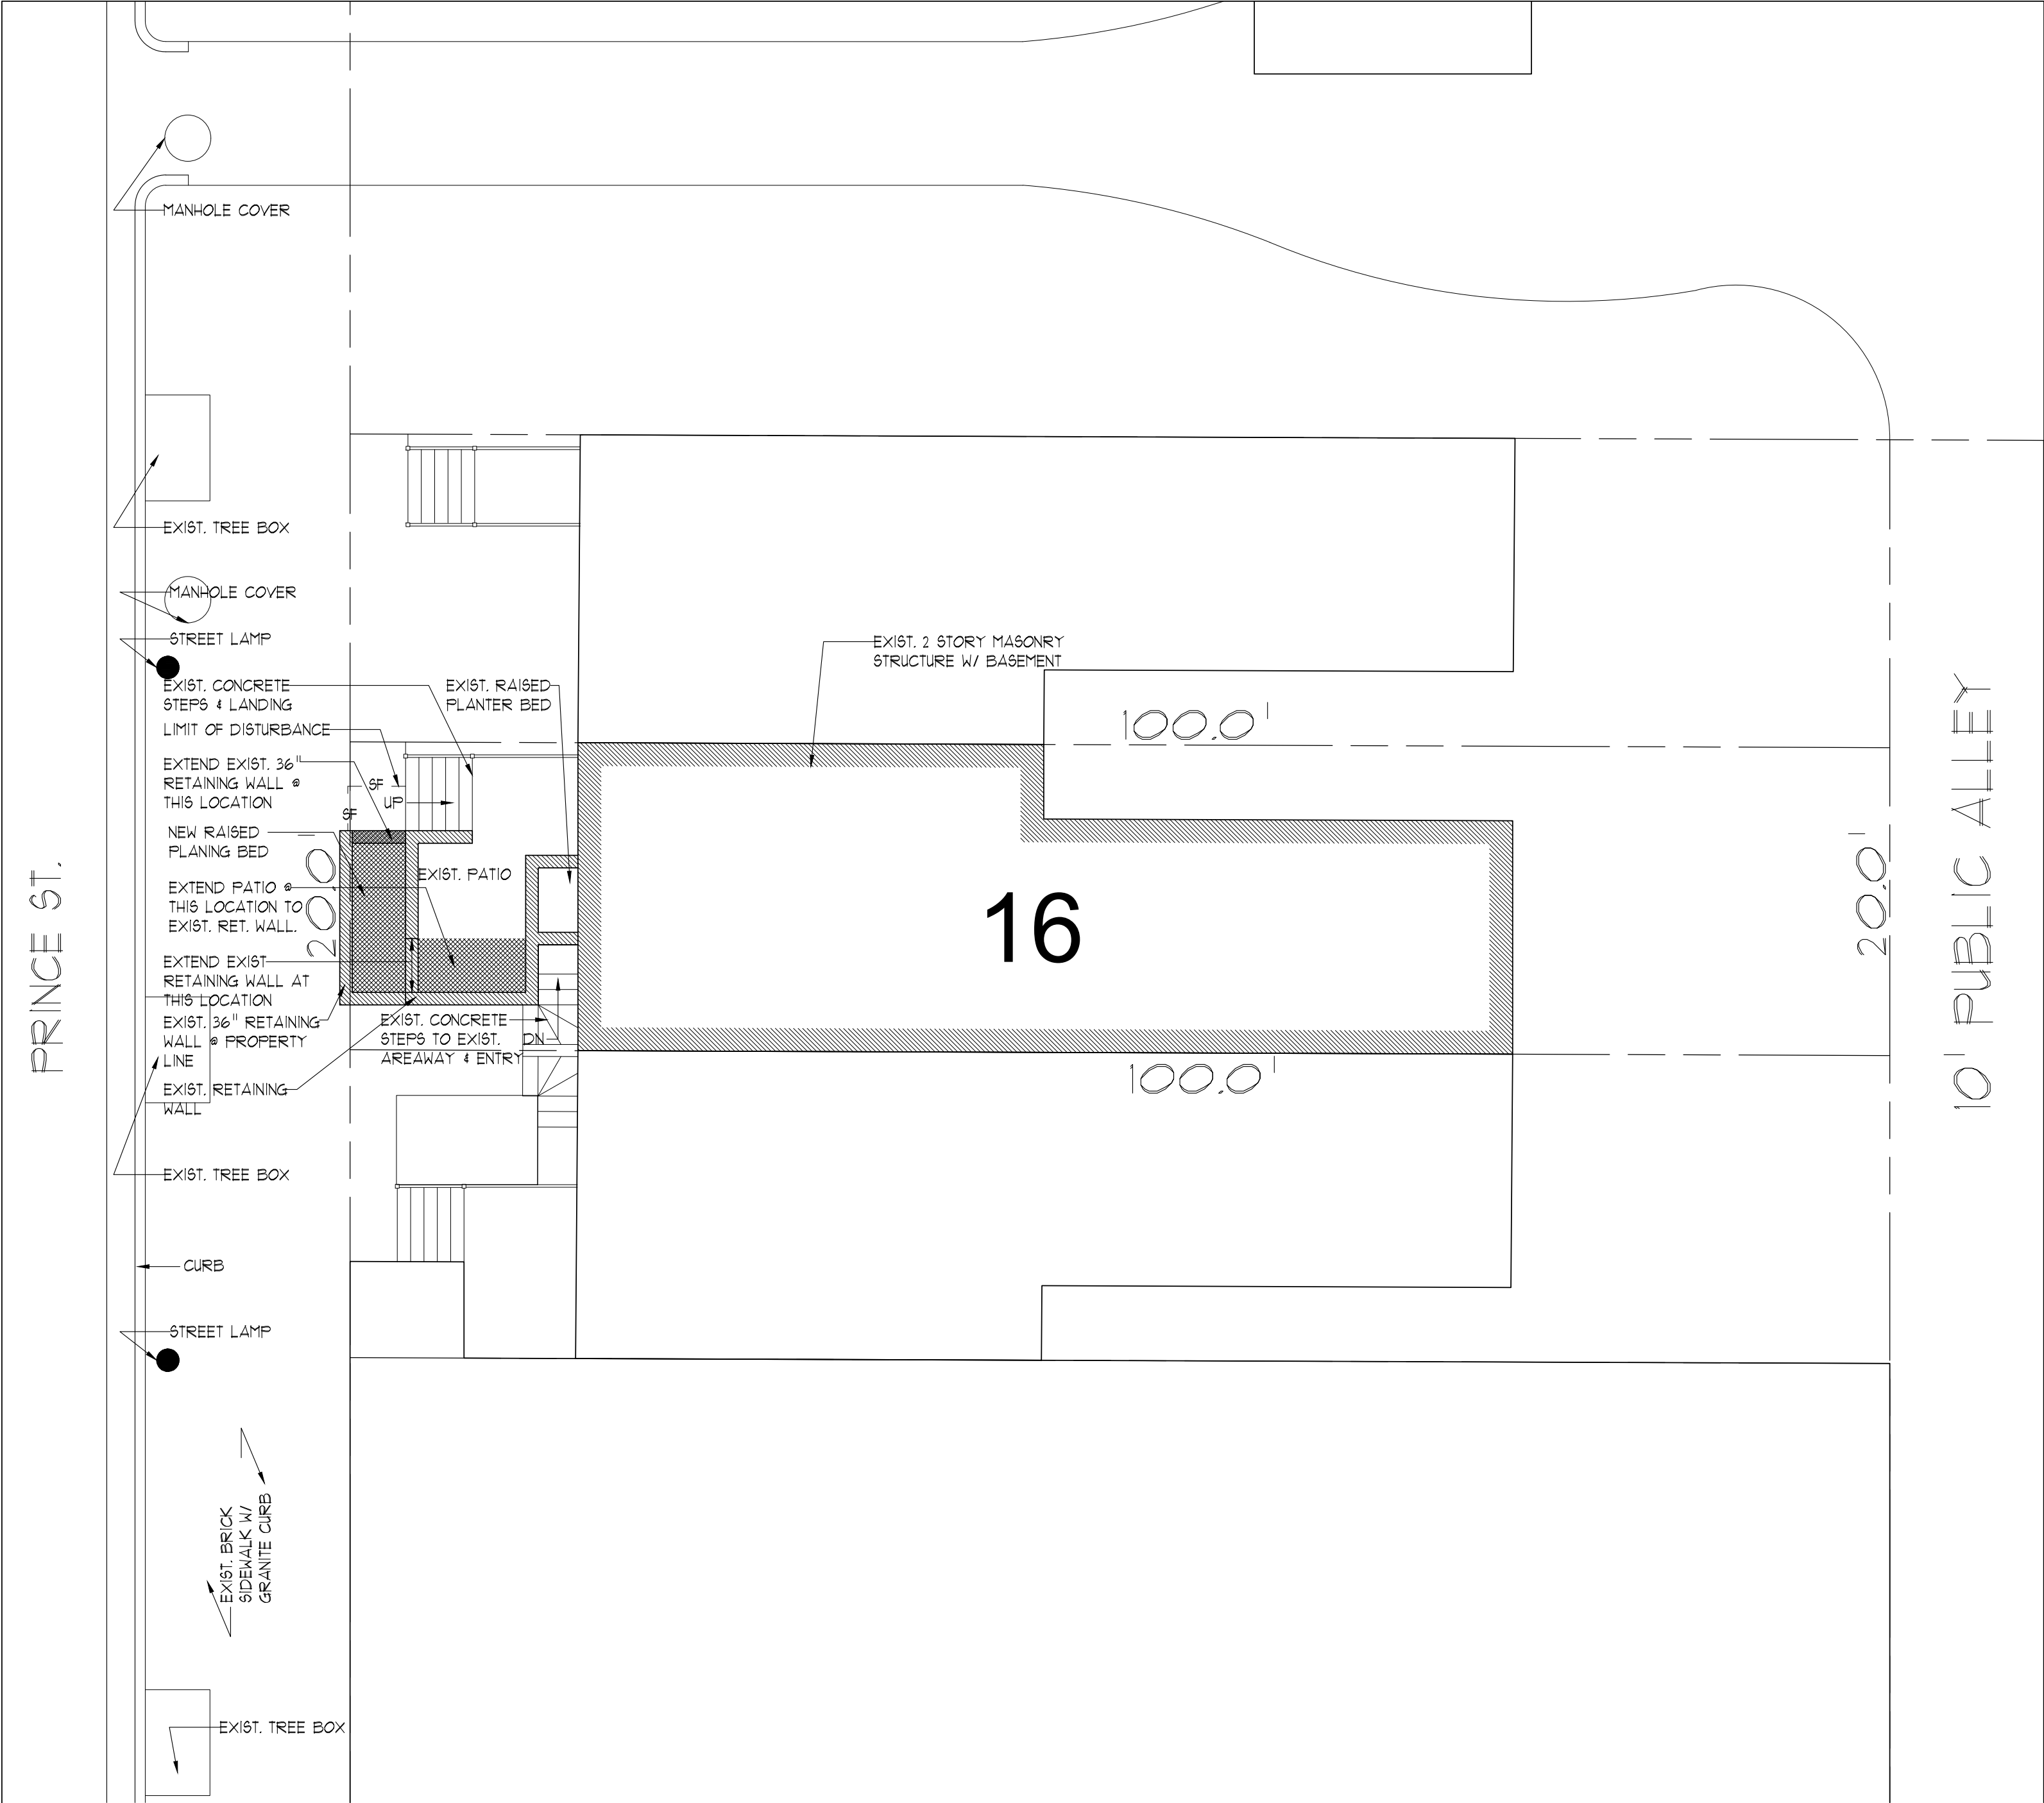 MANHOLE COVER
EXIST. TREE BOX
MANHOLE COVER
STREET LAMP
EXIST. CONCRETE
STEPS & LANDING
LIMIT OF DISTURBANCE
EXTEND EXIST. 36"
RETAINING WALL @
THIS LOCATION
NEW RAISED
PLANING BED
EXTEND PATIO @
THIS LOCATION TO
EXIST. RET. WALL.
EXTEND EXIST
RETAINING WALL AT
THIS LOCATION
EXIST. 36" RETAINING
WALL @ PROPERTY
LINE
EXIST. RETAINING
WALL
EXIST. TREE BOX
CURB
STREET LAMP
EXIST. BRICK
SIDEWALK W/
GRANITE CURB
EXIST. TREE BOX
PRINCE ST.
20.0'
SF
SF
UP
EXIST. RAISED
PLANTER BED
EXIST. PATIO
EXIST. CONCRETE
STEPS TO EXIST.
AREAWAY & ENTRY
DN
EXIST. 2 STORY MASONRY
STRUCTURE W/ BASEMENT
100.0'
16
100.0'
20.0'
10' PUBLIC ALLEY